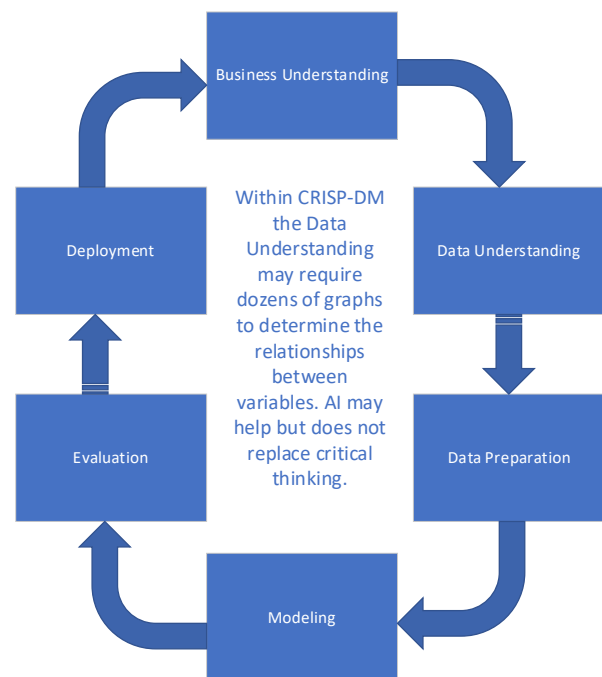 Business Understanding
Data Understanding
Data Preparation
Modeling
Evaluation
Deployment
Within CRISP-DM
the Data
Understanding
may require
dozens of graphs
to determine the
relationships
between
variables. AI may
help but does not
replace critical
thinking.